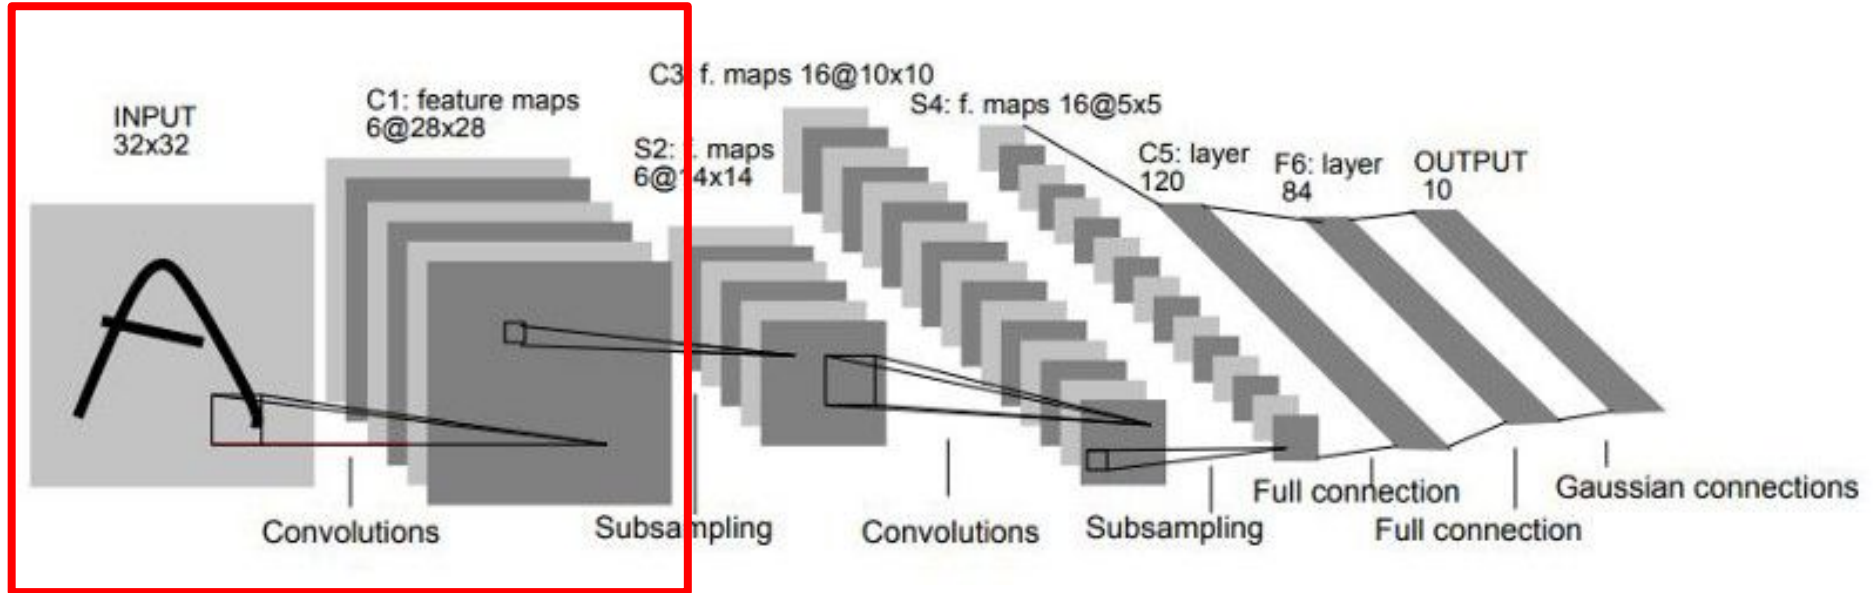 INPUT
32x32
C1: feature maps
6@28x28
S2: f. maps
6@14x14
C3: f. maps 16@10x10
S4: f. maps 16@5x5
C5: layer
120
F6: layer
84
OUTPUT
10
Convolutions
Subsampling
Convolutions
Subsampling
Full connection
Full connection
Gaussian connections